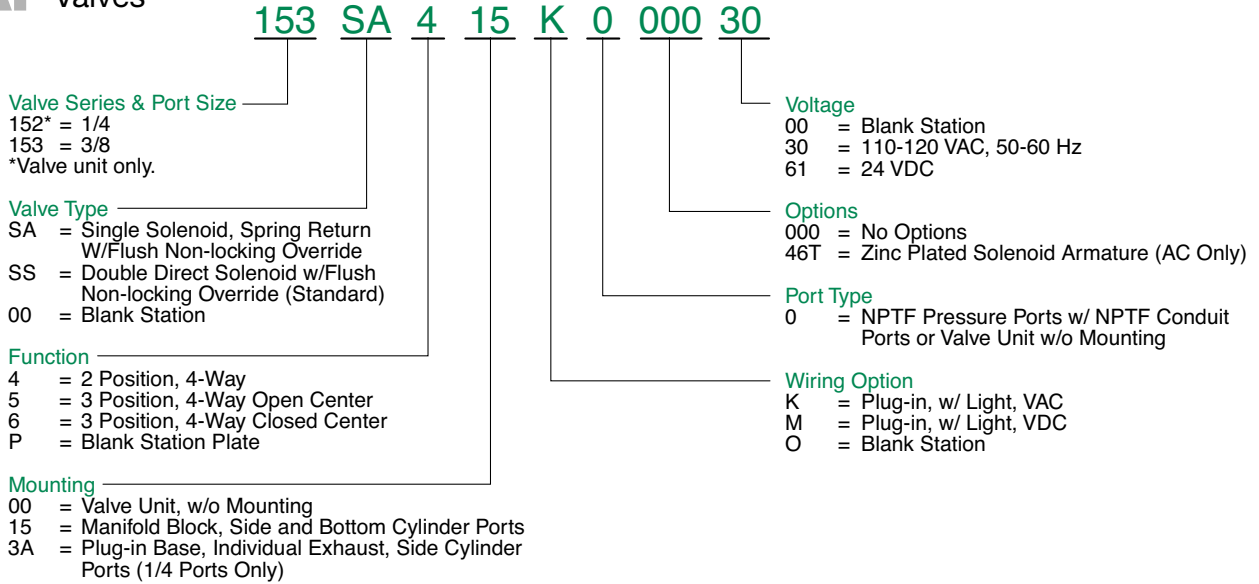 Valves
153 SA 4 15 K 0 000 30
Valve Series & Port Size
152* = 1/4
153 = 3/8
*Valve unit only.
Valve Type
SA = Single Solenoid, Spring Return
W/Flush Non-locking Override
SS = Double Direct Solenoid w/Flush
Non-locking Override (Standard)
00 = Blank Station
Function
4 = 2 Position, 4-Way
5 = 3 Position, 4-Way Open Center
6 = 3 Position, 4-Way Closed Center
P = Blank Station Plate
Mounting
00 = Valve Unit, w/o Mounting
15 = Manifold Block, Side and Bottom Cylinder Ports
3A = Plug-in Base, Individual Exhaust, Side Cylinder
Ports (1/4 Ports Only)
Voltage
00 = Blank Station
30 = 110-120 VAC, 50-60 Hz
61 = 24 VDC
Options
000 = No Options
46T = Zinc Plated Solenoid Armature (AC Only)
Port Type
0 = NPTF Pressure Ports w/ NPTF Conduit
Ports or Valve Unit w/o Mounting
Wiring Option
K = Plug-in, w/ Light, VAC
M = Plug-in, w/ Light, VDC
O = Blank Station